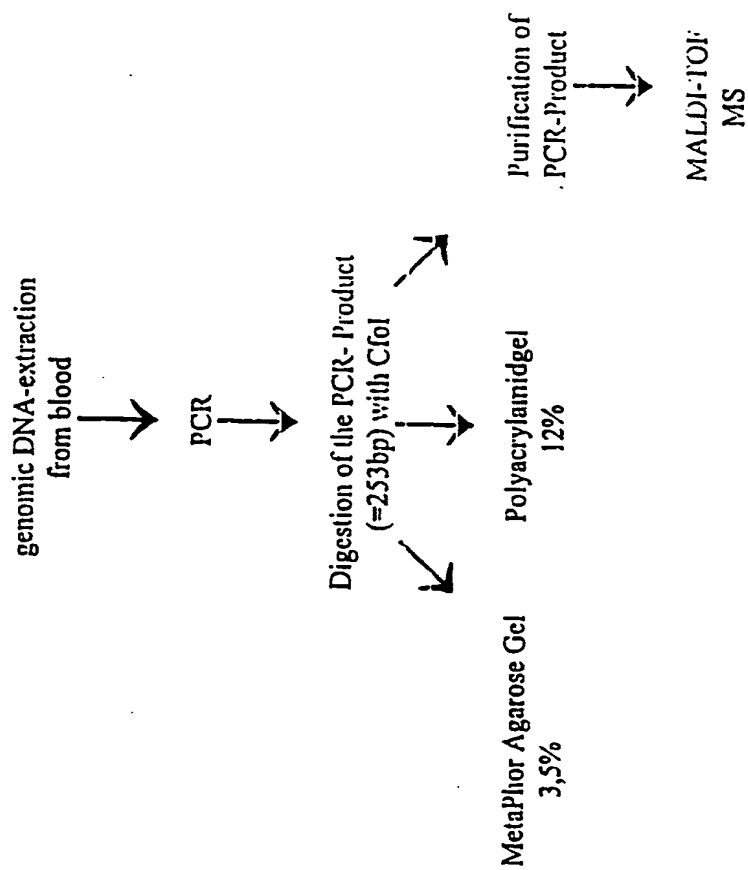 genomic DNA-extraction
from blood
PCR
Digestion of the PCR- Product
(=253bp) with CfoI
MetaPhor Agarose Gel
3,5%
Polyacrylamidgel
12%
Purification of
PCR-Product
MALDI-TOF
MS